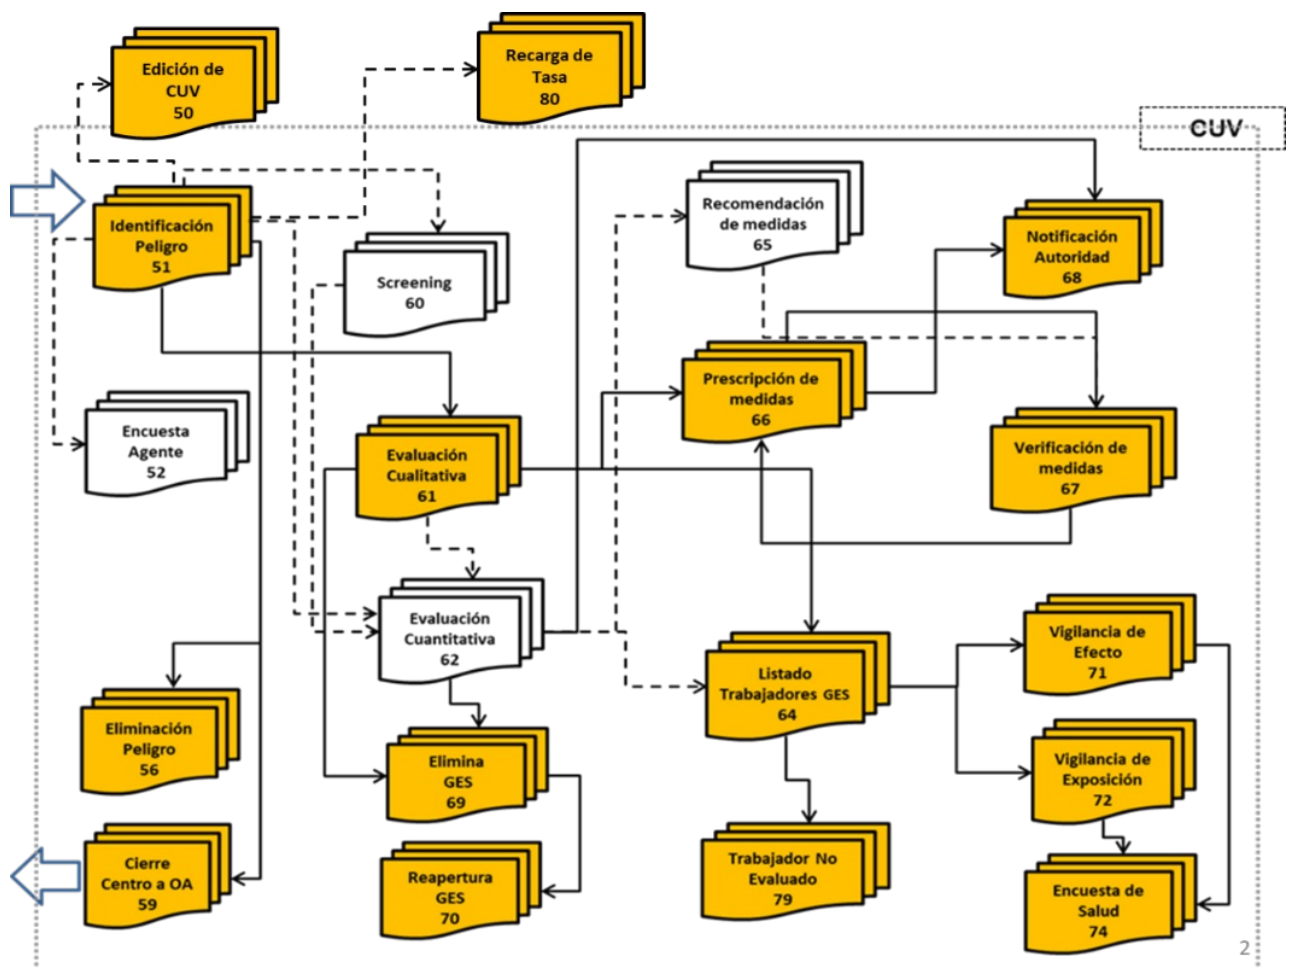 Edición de
CUV
50
Recarga de
Tasa
80
CUV
Identificación
Peligro
51
Screening
60
Recomendación
de medidas
65
Notificación
Autoridad
68
Encuesta
Agente
52
Evaluación
Cualitativa
61
Prescripción de
medidas
66
Verificación de
medidas
67
Evaluación
Cuantitativa
62
Listado
Trabajadores GES
64
Vigilancia de
Efecto
71
Eliminación
Peligro
56
Elimina
GES
69
Vigilancia de
Exposición
72
Cierre
Centro a OA
59
Reapertura
GES
70
Trabajador No
Evaluado
79
Encuesta de
Salud
74
2